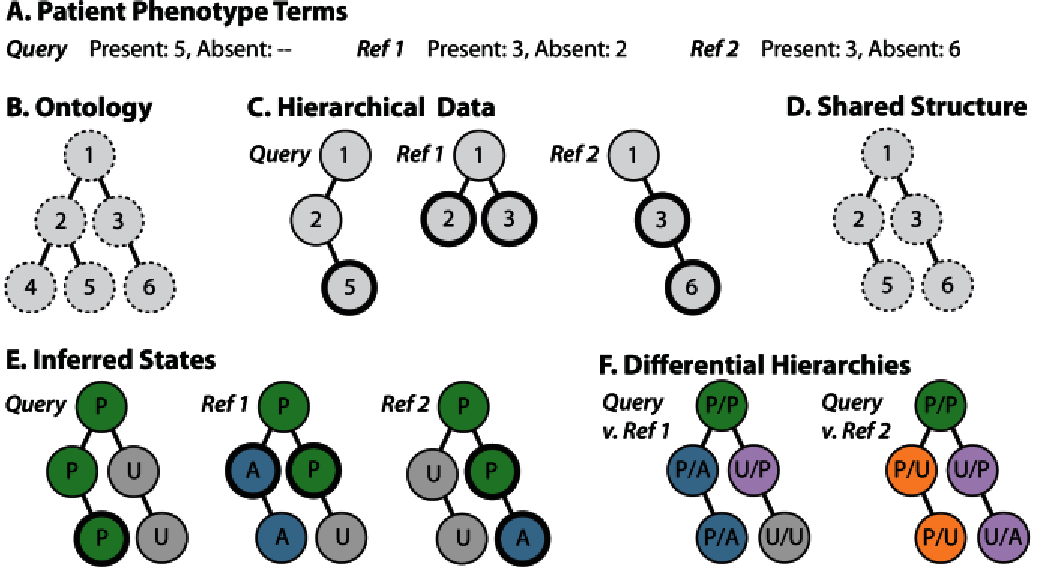 A. Patient Phenotype Terms
Query Present: 5, Absent: -- Ref 1 Present: 3, Absent: 2 Ref 2 Present: 3, Absent: 6
B. Ontology
1
2 3
4 5 6
C. Hierarchical Data
Query 1 Ref 1 1 Ref 2 1
2 2 3 3
5 6
D. Shared Structure
1
2 3
5 6
E. Inferred States
Query P Ref 1 P Ref 2 P
P U A P U P
P U A U U A
F. Differential Hierarchies
Query P/P Query P/P
v. Ref 1 v. Ref 2
P/A U/P P/U U/P
P/A U/U P/U U/A